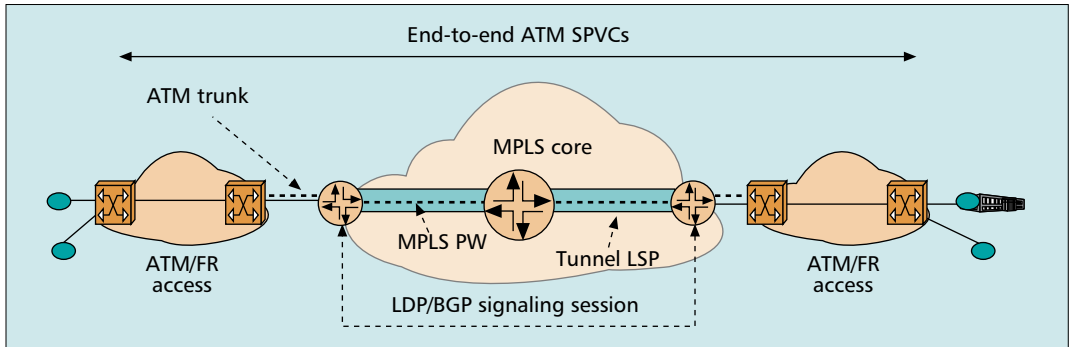 End-to-end ATM SPVCs
ATM trunk
MPLS core
MPLS PW
Tunnel LSP
ATM/FR
access
LDP/BGP signaling session
ATM/FR
access